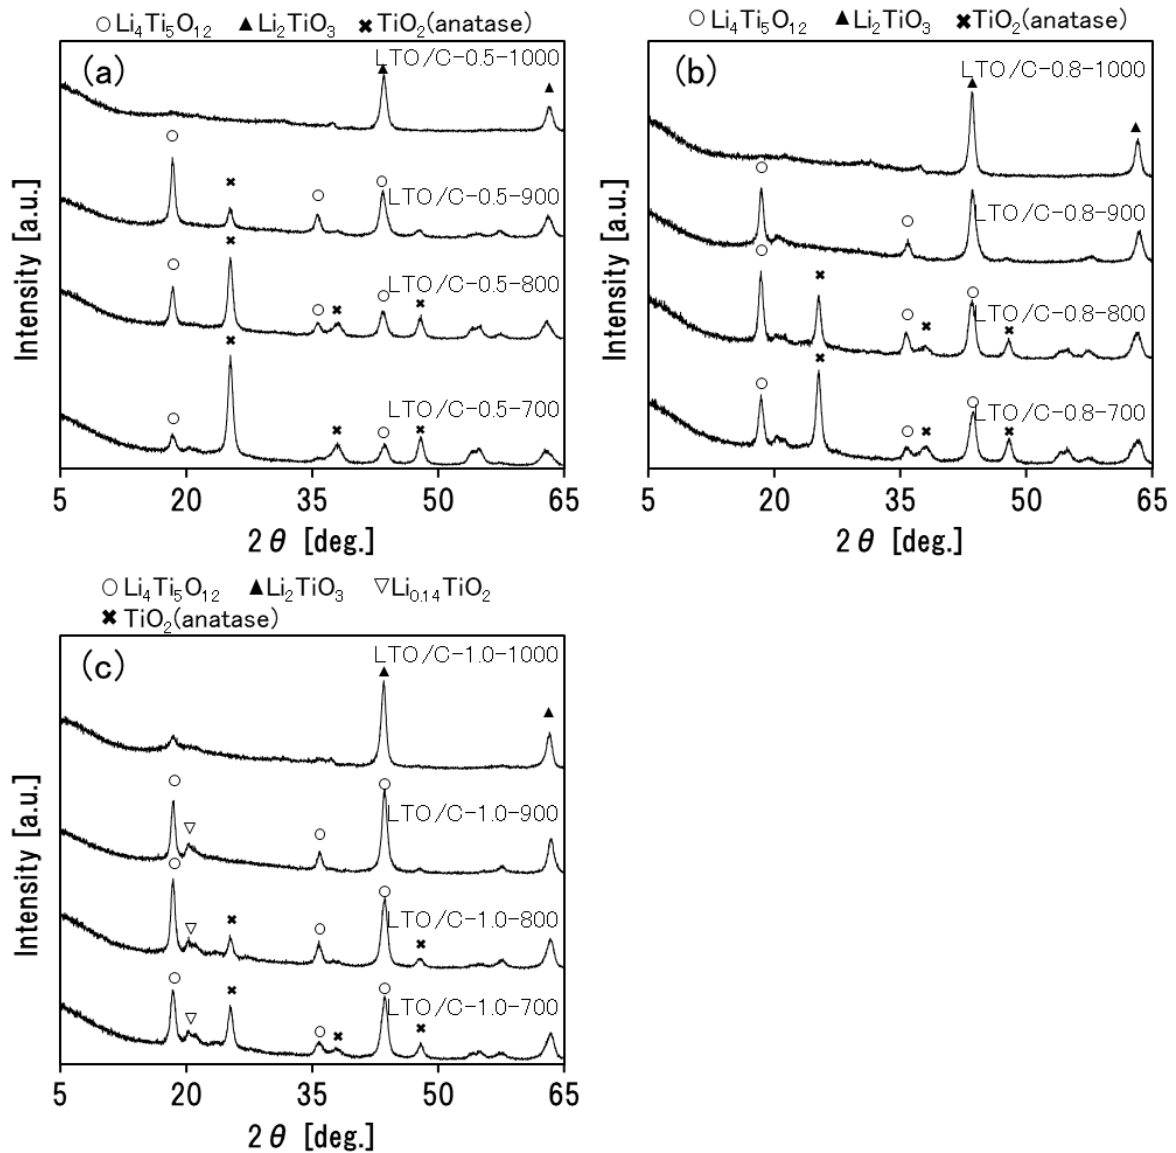 ○ Li₄Ti₅O₁₂ ▲ Li₂TiO₃ ✖ TiO₂(anatase)
(a)
LTO/C-0.5-1000
LTO/C-0.5-900
LTO/C-0.5-800
LTO/C-0.5-700
Intensity [a.u.]
5 20 35 50 65
2θ [deg.]
○ Li₄Ti₅O₁₂ ▲ Li₂TiO₃ ✖ TiO₂(anatase)
(b)
LTO/C-0.8-1000
LTO/C-0.8-900
LTO/C-0.8-800
LTO/C-0.8-700
Intensity [a.u.]
5 20 35 50 65
2θ [deg.]
○ Li₄Ti₅O₁₂ ▲ Li₂TiO₃ ▽ Li₀.₁₄TiO₂
✖ TiO₂(anatase)
(c)
LTO/C-1.0-1000
LTO/C-1.0-900
LTO/C-1.0-800
LTO/C-1.0-700
Intensity [a.u.]
5 20 35 50 65
2θ [deg.]